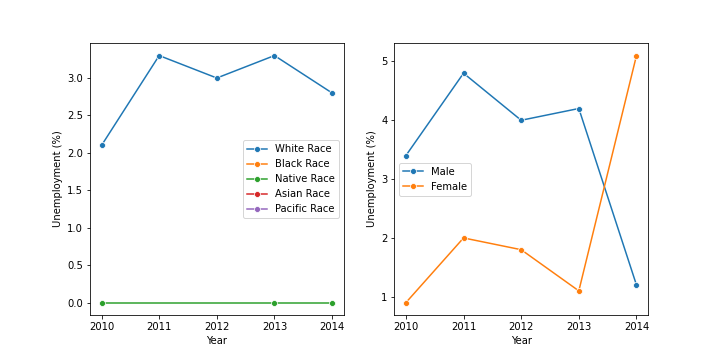 Unemployment (%)
3.0
2.5
2.0
1.5
1.0
0.5
0.0
2010 2011 2012 2013 2014
Year
White Race
Black Race
Native Race
Asian Race
Pacific Race
Unemployment (%)
5
4
3
2
1
2010 2011 2012 2013 2014
Year
Male
Female